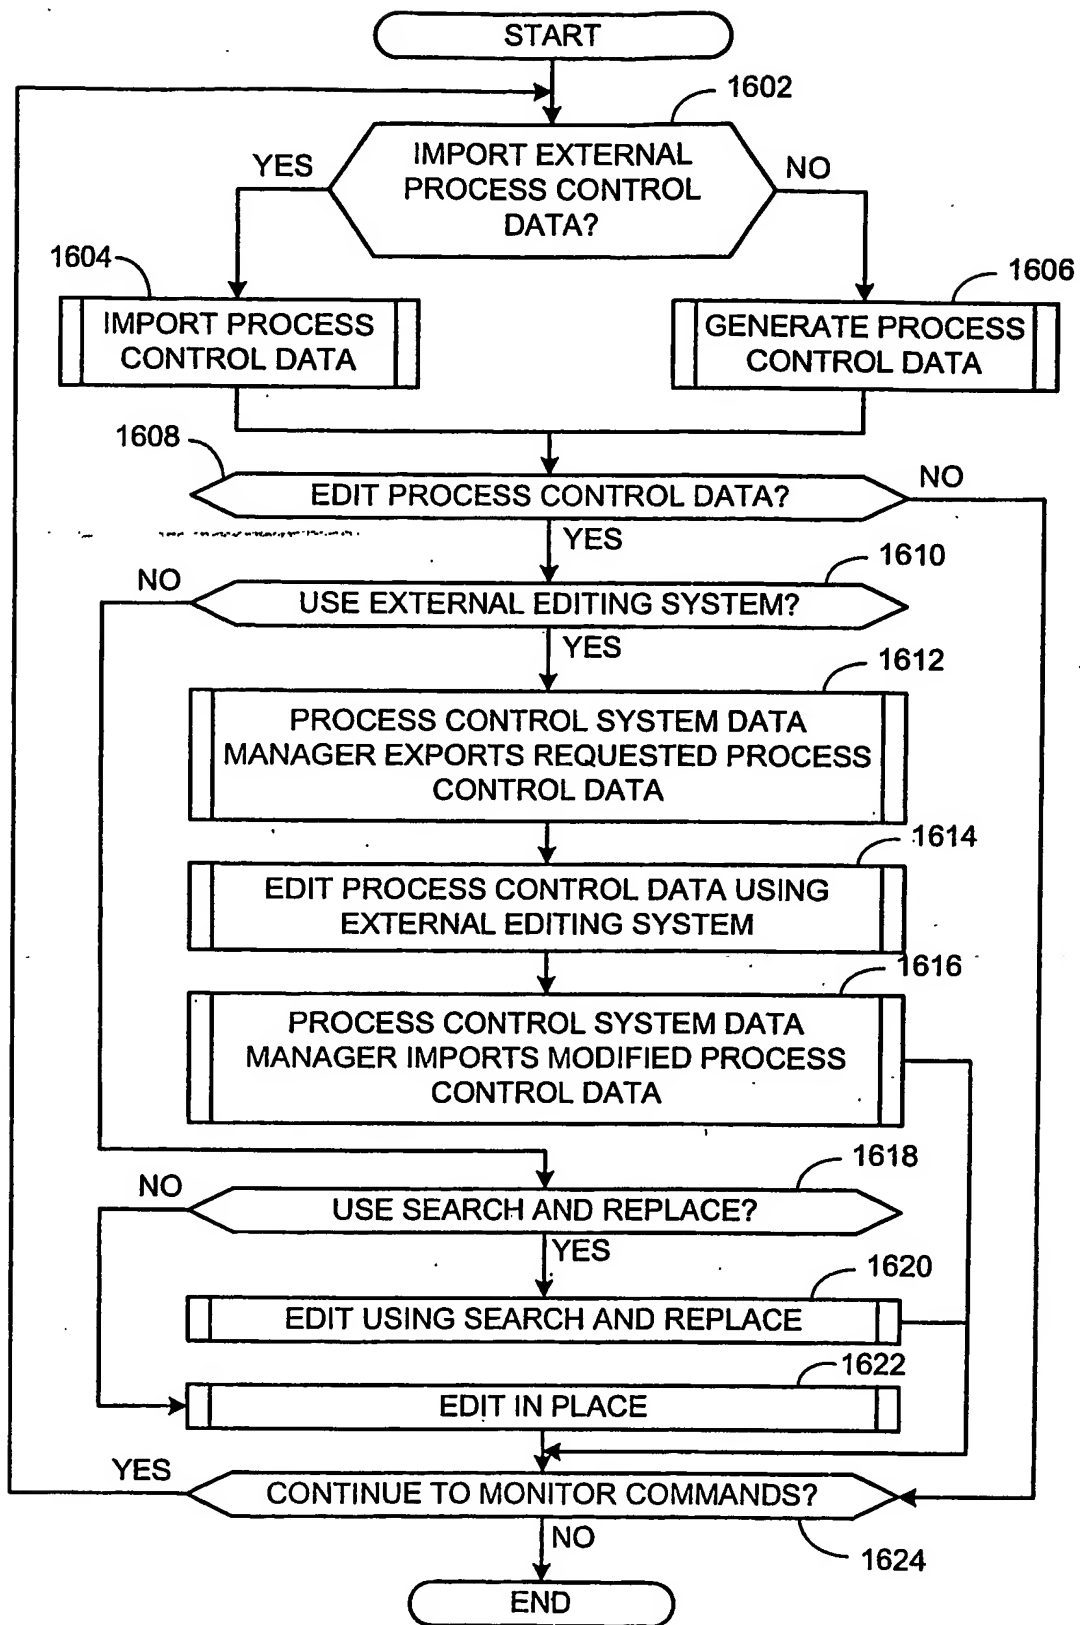 START
1602
IMPORT EXTERNAL
PROCESS CONTROL
DATA?
YES
NO
1604
1606
IMPORT PROCESS
CONTROL DATA
GENERATE PROCESS
CONTROL DATA
1608
EDIT PROCESS CONTROL DATA?
NO
YES
1610
NO
USE EXTERNAL EDITING SYSTEM?
YES
1612
PROCESS CONTROL SYSTEM DATA
MANAGER EXPORTS REQUESTED PROCESS
CONTROL DATA
1614
EDIT PROCESS CONTROL DATA USING
EXTERNAL EDITING SYSTEM
1616
PROCESS CONTROL SYSTEM DATA
MANAGER IMPORTS MODIFIED PROCESS
CONTROL DATA
1618
NO
USE SEARCH AND REPLACE?
YES
1620
EDIT USING SEARCH AND REPLACE
1622
EDIT IN PLACE
YES
CONTINUE TO MONITOR COMMANDS?
NO
1624
END